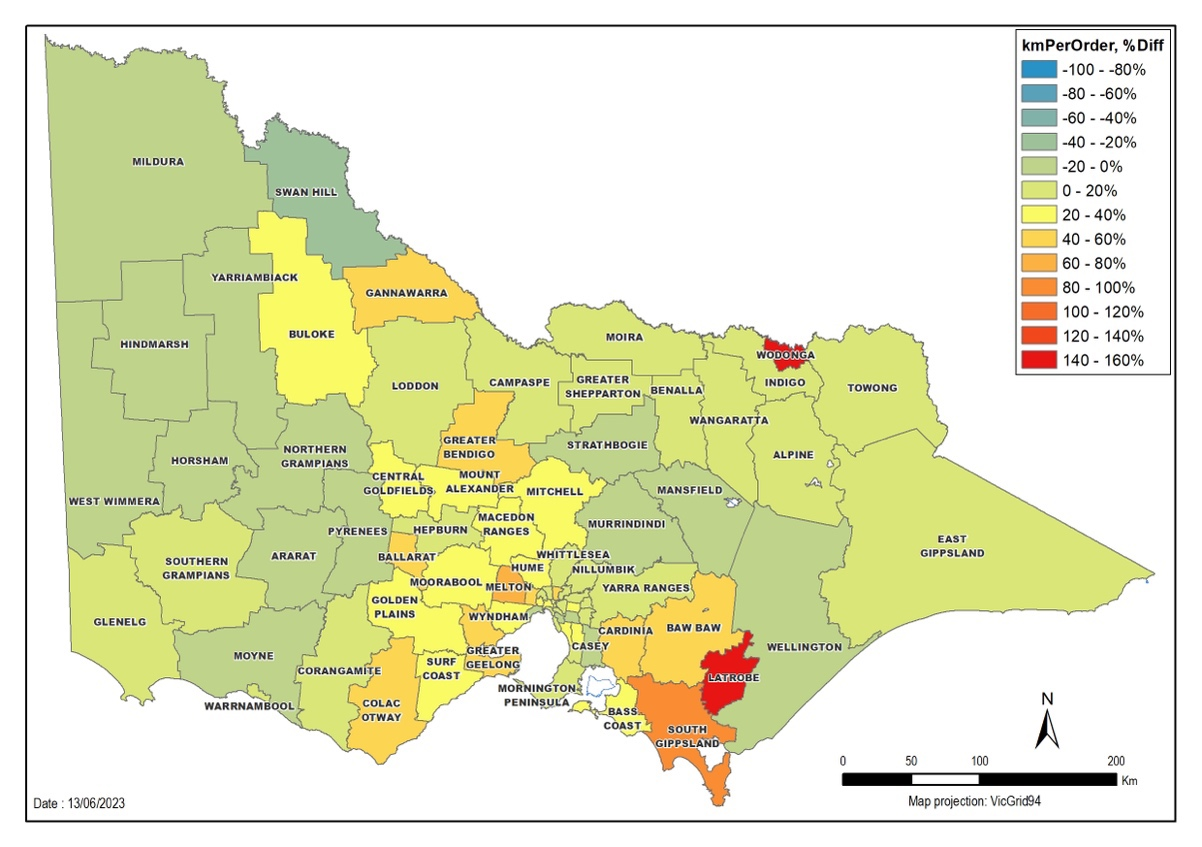 kmPerOrder, %Diff
-100 - -80%
-80 - -60%
-60 - -40%
-40 - -20%
-20 - 0%
0 - 20%
20 - 40%
40 - 60%
60 - 80%
80 - 100%
100 - 120%
120 - 140%
140 - 160%
MILDURA
SWAN HILL
YARRIAMBIACK
GANNAWARRA
BULOKE
HINDMARSH
MOIRA
WODONGA
LODDON
CAMPASPE
GREATER
SHEPPARTON
BENALLA
INDIGO
TOWONG
WANGARATTA
NORTHERN
GRAMPIANS
GREATER
BENDIGO
STRATHBOGIE
ALPINE
HORSHAM
WEST WIMMERA
CENTRAL
GOLDFIELDS
MOUNT
ALEXANDER
MITCHELL
MANSFIELD
PYRENEES
HEPBURN
MACEDON
RANGES
MURRINDINDI
EAST
GIPPSLAND
SOUTHERN
GRAMPIANS
ARARAT
BALLARAT
WHITTLESEA
HUME
NILLUMBIK
MOORABOOL
MELTON
YARRA RANGES
GLENELG
GOLDEN
PLAINS
WYNDHAM
CARDINIA
BAW BAW
CASEY
WELLINGTON
MOYNE
CORANGAMITE
SURF
COAST
GREATER
GEELONG
LATROBE
WARRNAMBOOL
COLAC
OTWAY
MORNINGTON
PENINSULA
BASS
COAST
SOUTH
GIPPSLAND
N
0 50 100 200
Km
Map projection: VicGrid94
Date : 13/06/2023